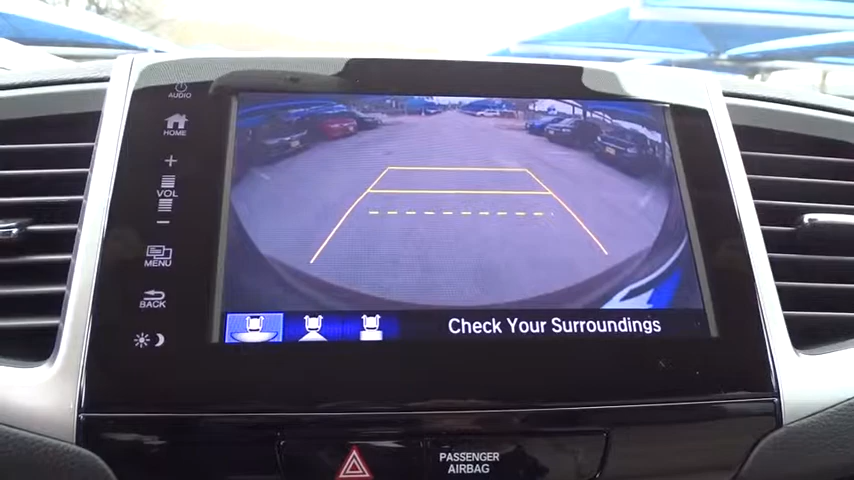 AUDIO
HOME
+
VOL
−
MENU
BACK
Check Your Surroundings
PASSENGER
AIRBAG